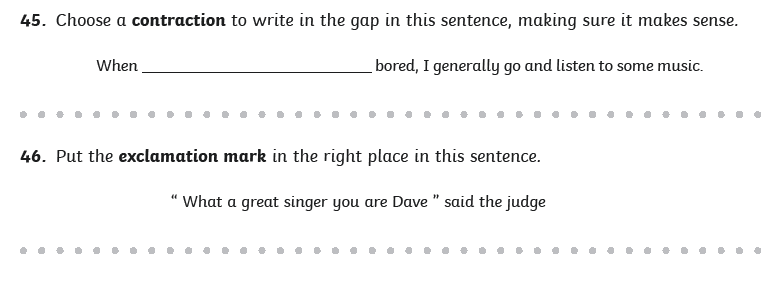 45. Choose a contraction to write in the gap in this sentence, making sure it makes sense.
When ______________________ bored, I generally go and listen to some music.
46. Put the exclamation mark in the right place in this sentence.
“ What a great singer you are Dave ” said the judge